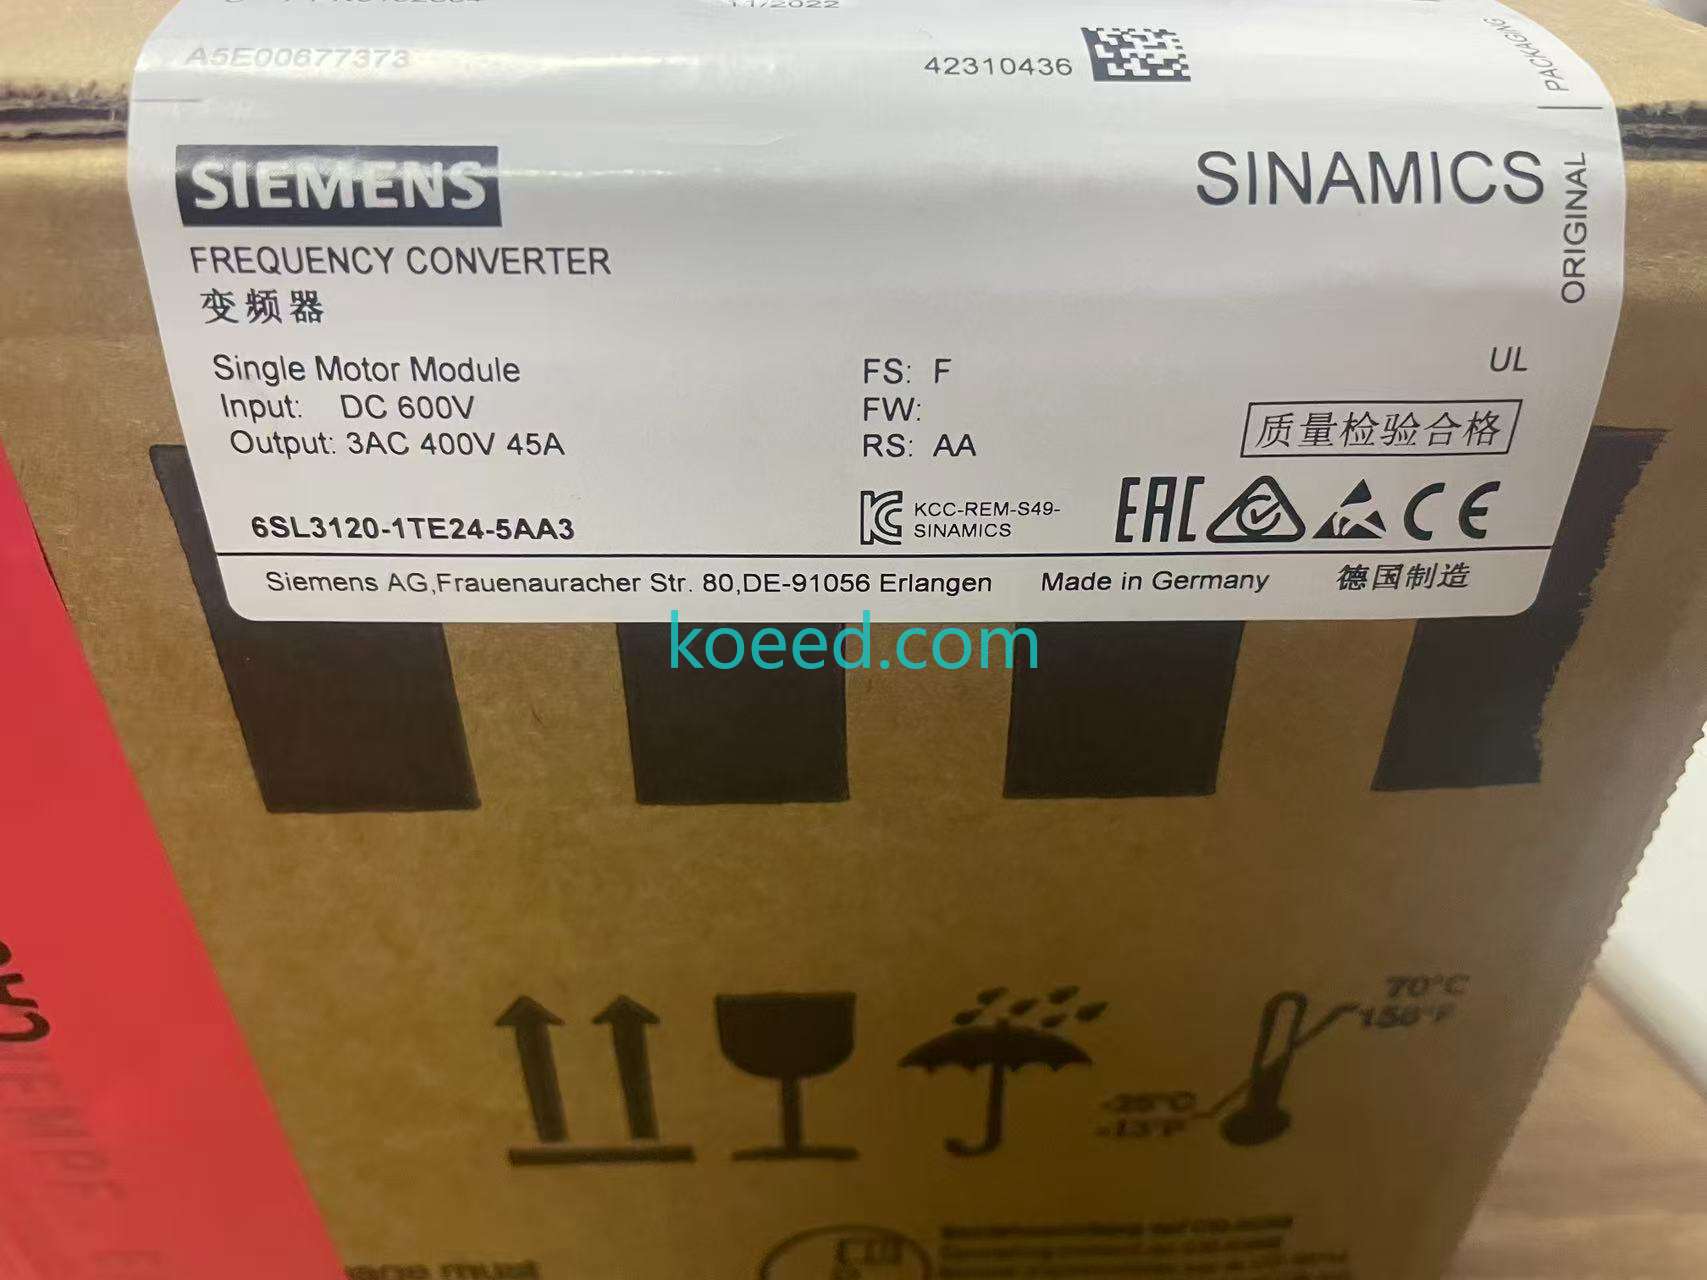 11/2022
A5E00677373
42310436
PACKAGING
ORIGINAL
SIEMENS
SINAMICS
FREQUENCY CONVERTER
变频器
Single Motor Module
FS: F
UL
Input: DC 600V
FW:
质量检验合格
Output: 3AC 400V 45A
RS: AA
6SL3120-1TE24-5AA3
KCC-REM-S49-
SINAMICS
EAC
CE
Siemens AG,Frauenauracher Str. 80,DE-91056 Erlangen
Made in Germany
德国制造
koeed.com
70°C
158°F
-25°C
-13°F
must